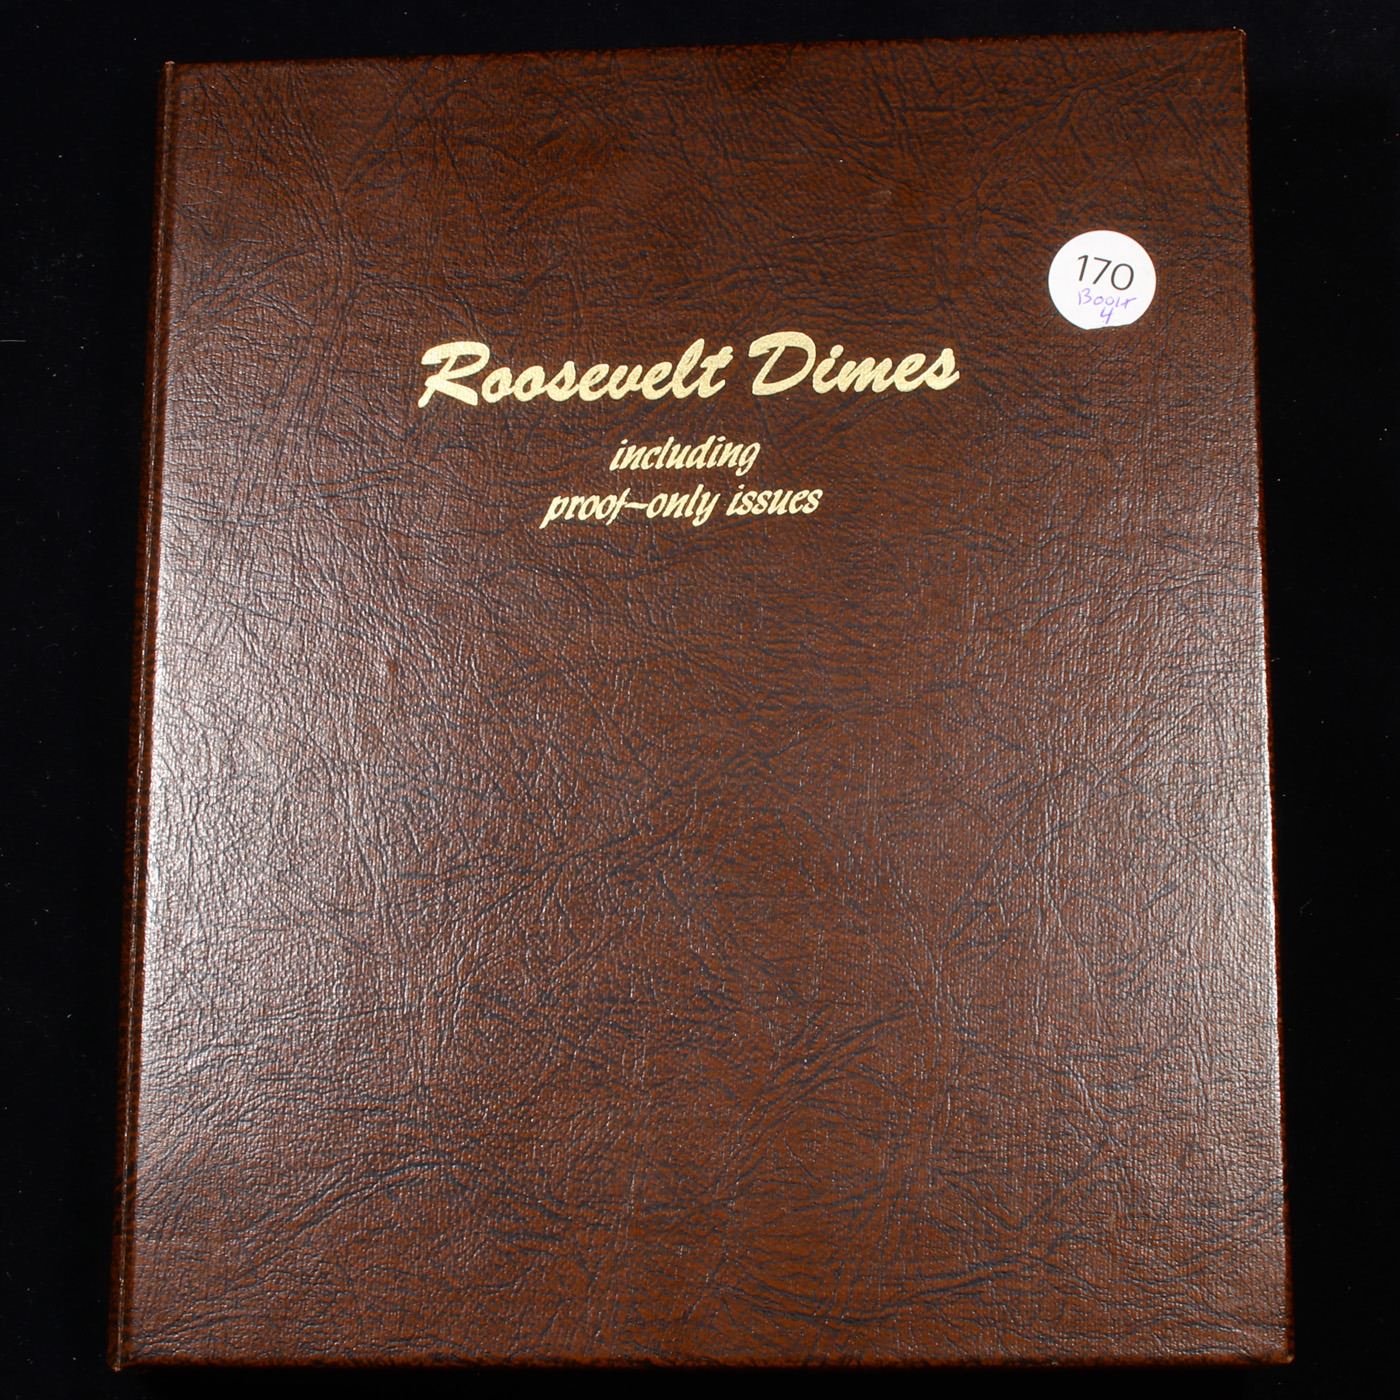 170
Book
4
Roosevelt Dimes
including
proof-only issues